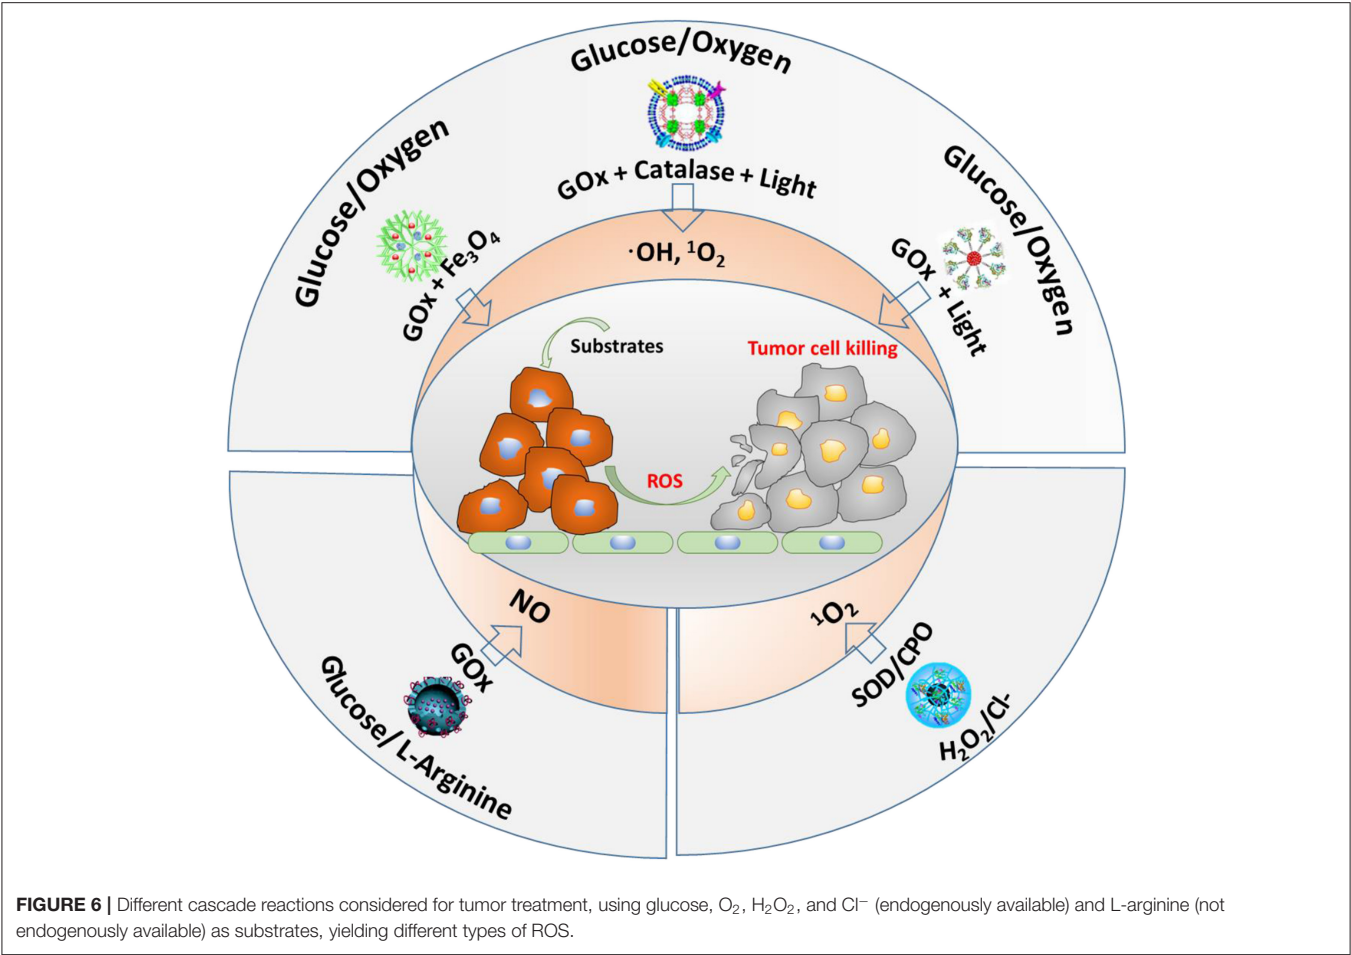 Glucose/Oxygen
GOx + Catalase + Light
Glucose/Oxygen
GOx + Fe₃O₄
Glucose/Oxygen
GOx + Light
·OH, ¹O₂
Substrates
Tumor cell killing
ROS
NO
GOx
Glucose/L-Arginine
¹O₂
SOD/CPO
H₂O₂/Cl-
FIGURE 6 | Different cascade reactions considered for tumor treatment, using glucose, O₂, H₂O₂, and Cl⁻ (endogenously available) and L-arginine (not
endogenously available) as substrates, yielding different types of ROS.